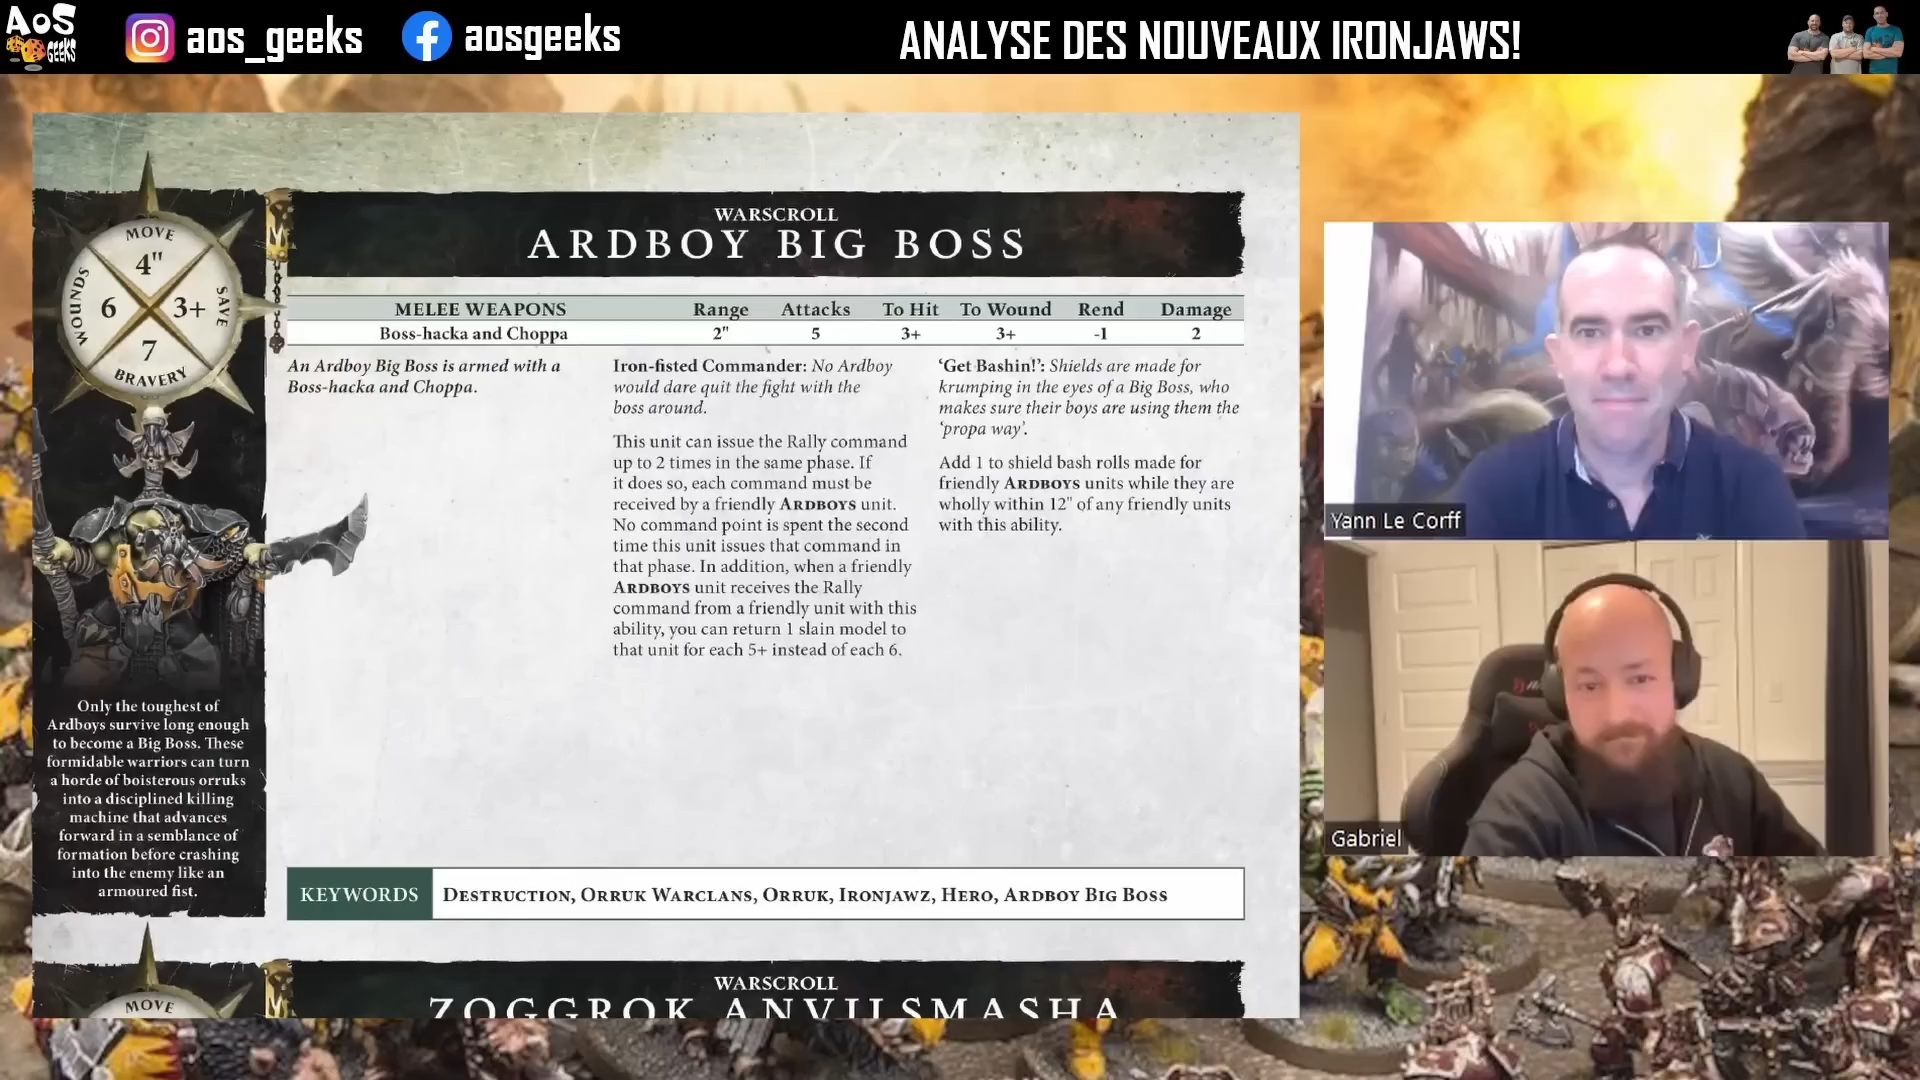 AoS
GEEKS
aos_geeks
aosgeeks
ANALYSE DES NOUVEAUX IRONJAWS!
MOVE
4"
WOUNDS
6
3+
SAVE
7
BRAVERY
WARSCROLL
ARDBOY BIG BOSS
MELEE WEAPONS Range Attacks To Hit To Wound Rend Damage
Boss-hacka and Choppa 2" 5 3+ 3+ -1 2
An Ardboy Big Boss is armed with a
Boss-hacka and Choppa.
Iron-fisted Commander: No Ardboy
would dare quit the fight with the
boss around.
This unit can issue the Rally command
up to 2 times in the same phase. If
it does so, each command must be
received by a friendly ARDBOYS unit.
No command point is spent the second
time this unit issues that command in
that phase. In addition, when a friendly
ARDBOYS unit receives the Rally
command from a friendly unit with this
ability, you can return 1 slain model to
that unit for each 5+ instead of each 6.
‘Get Bashin!’: Shields are made for
krumping in the eyes of a Big Boss, who
makes sure their boys are using them the
‘propa way’.
Add 1 to shield bash rolls made for
friendly ARDBOYS units while they are
wholly within 12" of any friendly units
with this ability.
Only the toughest of
Ardboys survive long enough
to become a Big Boss. These
formidable warriors can turn
a horde of boisterous orruks
into a disciplined killing
machine that advances
forward in a semblance of
formation before crashing
into the enemy like an
armoured fist.
KEYWORDS DESTRUCTION, ORRUK WARCLANS, ORRUK, IRONJAWZ, HERO, ARDBOY BIG BOSS
MOVE
WARSCROLL
ZOGGROK ANVILSMASHA
Yann Le Corff
Gabriel